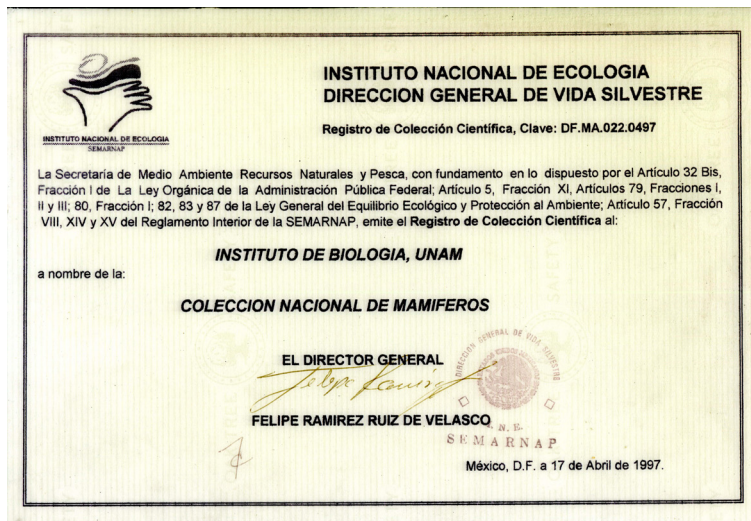 INSTITUTO NACIONAL DE ECOLOGIA
DIRECCION GENERAL DE VIDA SILVESTRE
Registro de Colección Científica, Clave: DF.MA.022.0497
INSTITUTO NACIONAL DE ECOLOGIA
SEMARNAP
La Secretaría de Medio Ambiente Recursos Naturales y Pesca, con fundamento en lo dispuesto por el Artículo 32 Bis,
Fracción I de La Ley Orgánica de la Administración Pública Federal; Artículo 5, Fracción XI, Artículos 79, Fracciones I,
II y III; 80, Fracción I; 82, 83 y 87 de la Ley General del Equilibrio Ecológico y Protección al Ambiente; Artículo 57, Fracción
VIII, XIV y XV del Reglamento Interior de la SEMARNAP, emite el Registro de Colección Científica al:
INSTITUTO DE BIOLOGIA, UNAM
a nombre de la:
COLECCION NACIONAL DE MAMIFEROS
EL DIRECTOR GENERAL
FELIPE RAMIREZ RUIZ DE VELASCO
DIRECCION GENERAL DE VIDA SILVESTRE
I. N. E.
SEMARNAP
México, D.F. a 17 de Abril de 1997.